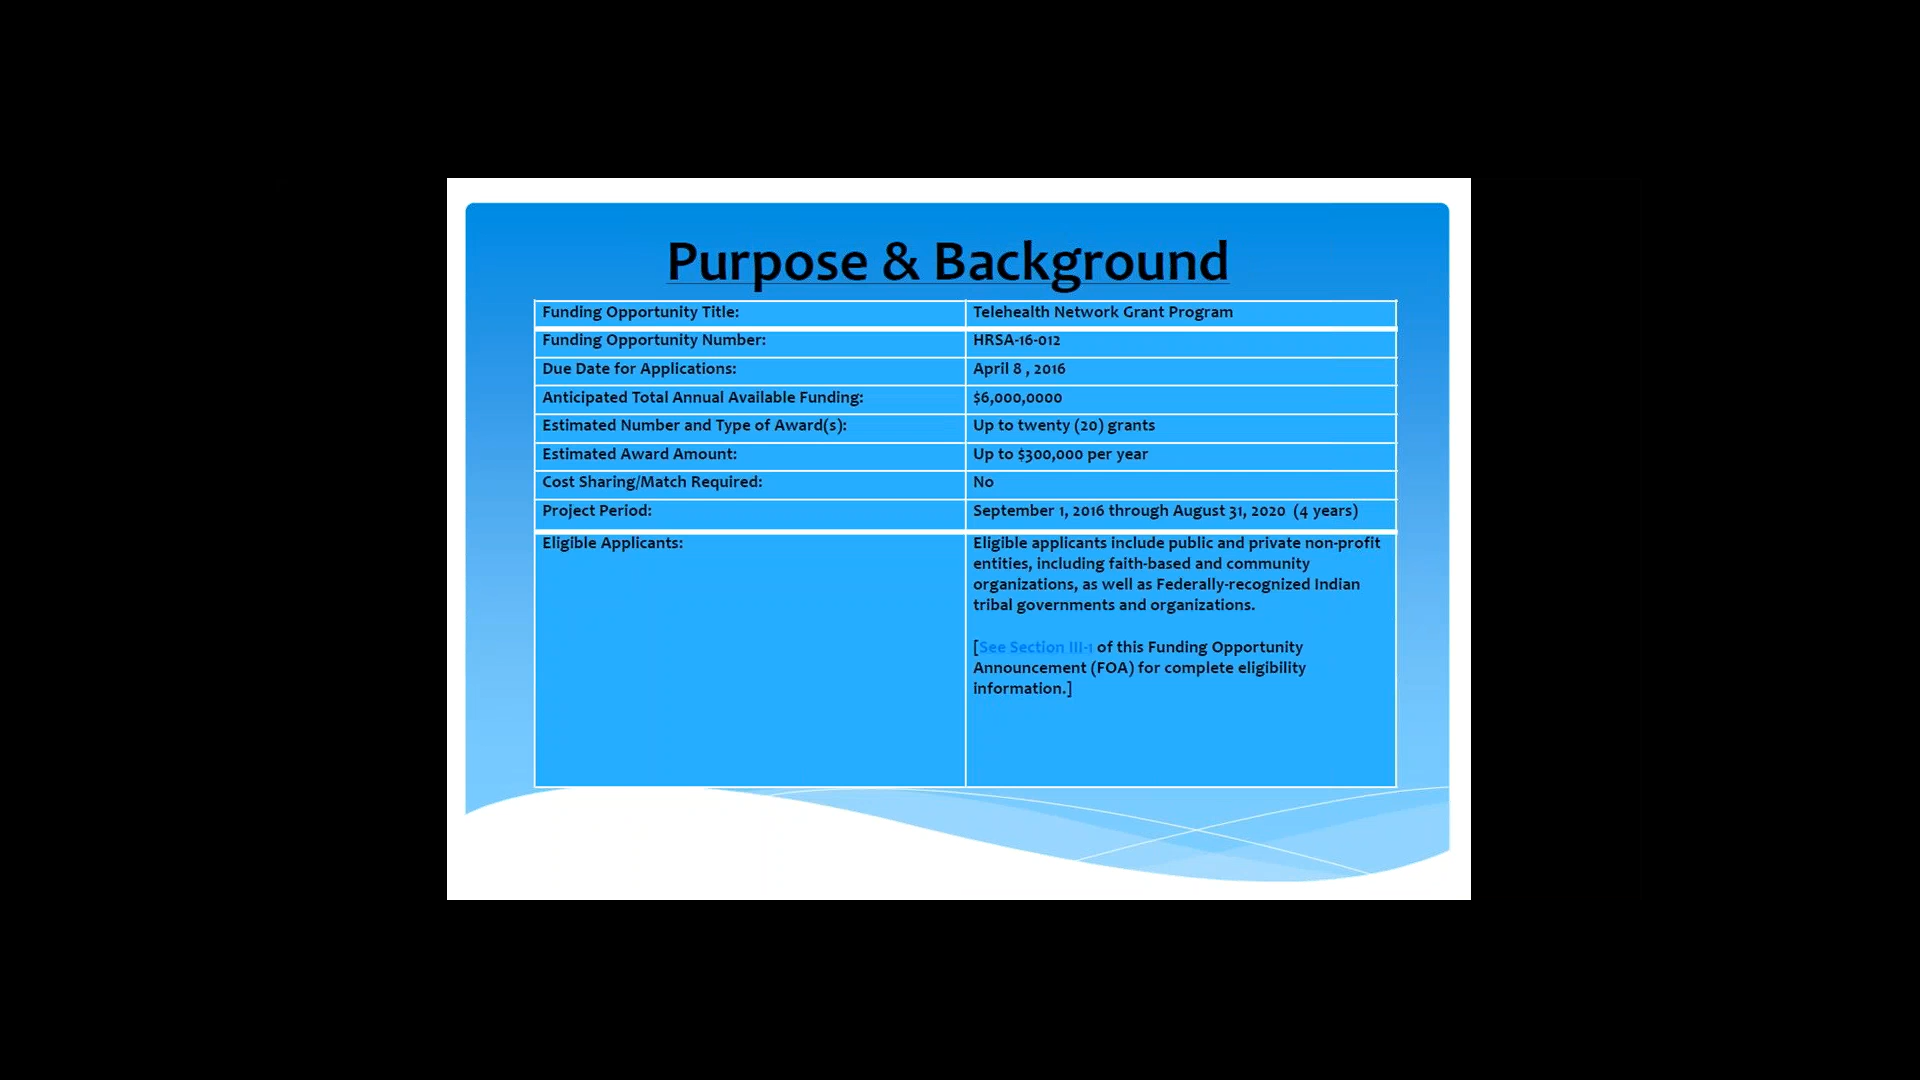 Purpose & Background
Funding Opportunity Title: Telehealth Network Grant Program
Funding Opportunity Number: HRSA-16-012
Due Date for Applications: April 8 , 2016
Anticipated Total Annual Available Funding: $6,000,0000
Estimated Number and Type of Award(s): Up to twenty (20) grants
Estimated Award Amount: Up to $300,000 per year
Cost Sharing/Match Required: No
Project Period: September 1, 2016 through August 31, 2020 (4 years)
Eligible Applicants: Eligible applicants include public and private non-profit
entities, including faith-based and community
organizations, as well as Federally-recognized Indian
tribal governments and organizations.
[See Section III-1 of this Funding Opportunity
Announcement (FOA) for complete eligibility
information.]